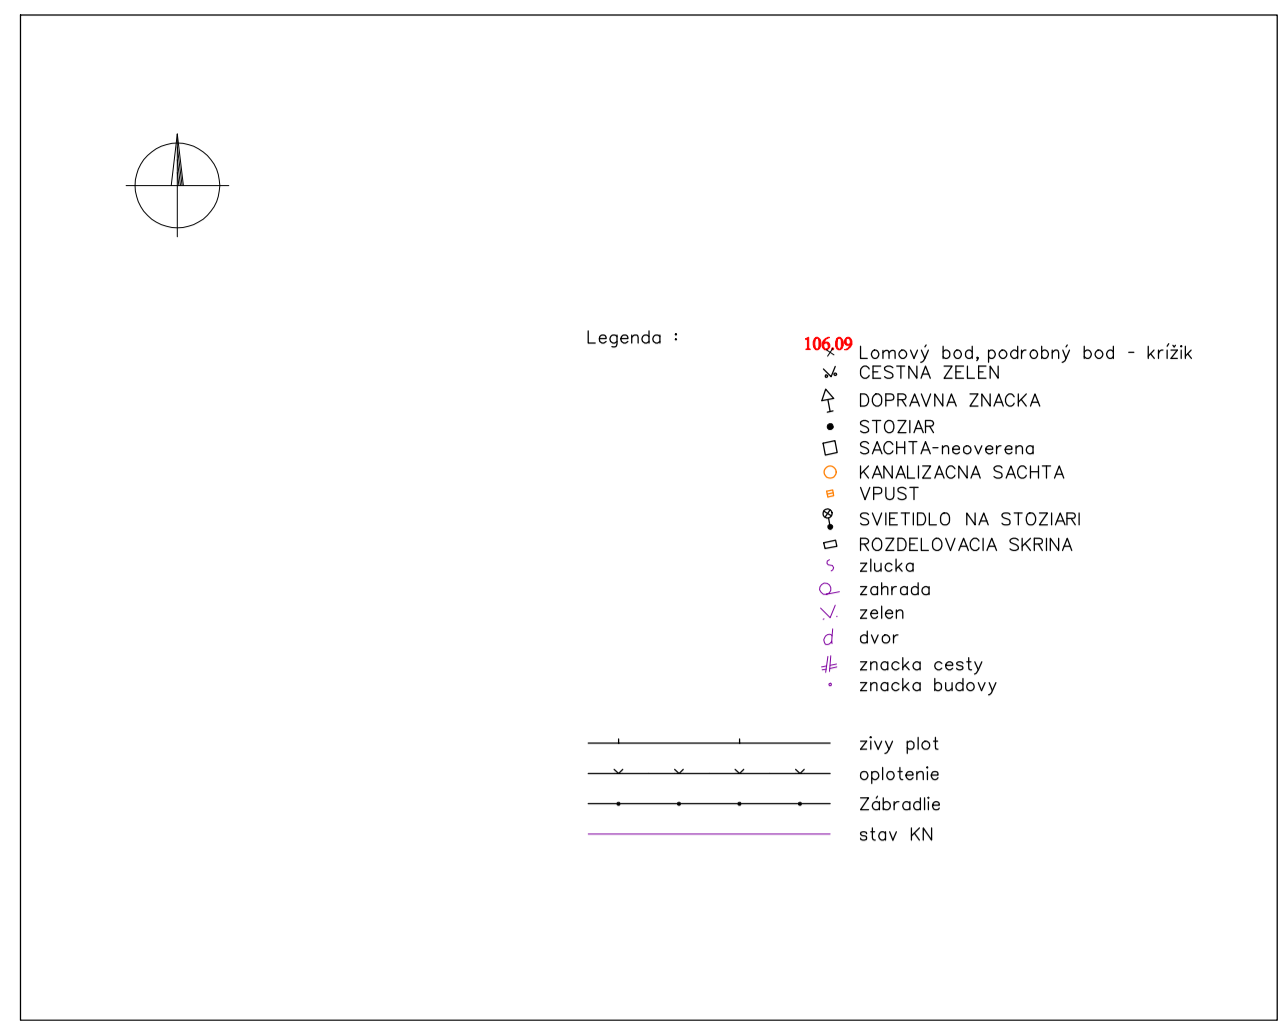 Legenda :
106.09
Lomový bod, podrobný bod - krížik
CESTNA ZELEN
DOPRAVNA ZNACKA
STOZIAR
SACHTA-neoverena
KANALIZACNA SACHTA
VPUST
SVIETIDLO NA STOZIARI
ROZDELOVACIA SKRINA
zlucka
zahrada
zelen
dvor
znacka cesty
znacka budovy
zivy plot
oplotenie
Zábradlie
stav KN